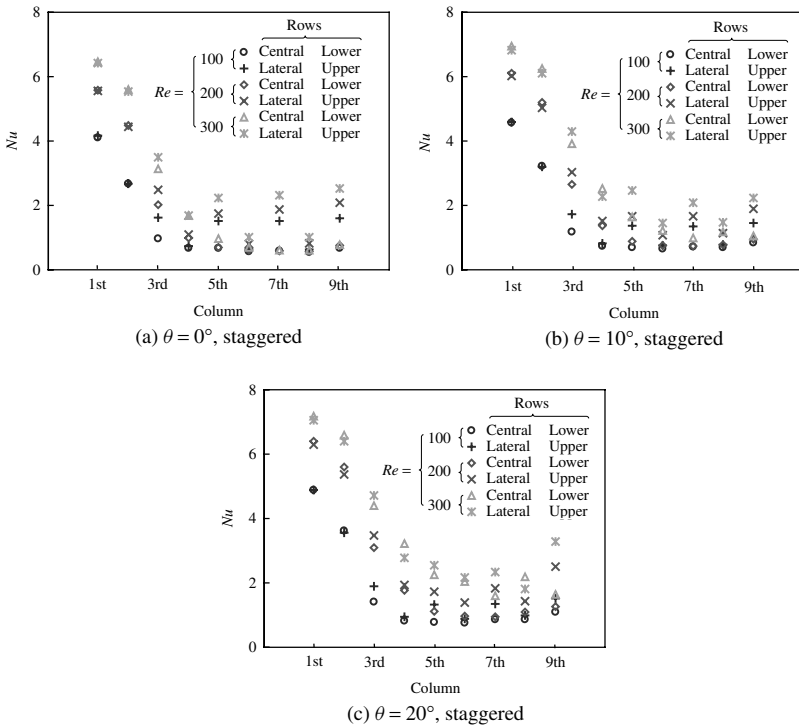 8
6
4
2
0
Nu
Rows
Re =
100
Central Lower
Lateral Upper
200
Central Lower
Lateral Upper
300
Central Lower
Lateral Upper
1st 3rd 5th 7th 9th
Column
(a) θ = 0°, staggered
8
6
4
2
0
Nu
Rows
Re =
100
Central Lower
Lateral Upper
200
Central Lower
Lateral Upper
300
Central Lower
Lateral Upper
1st 3rd 5th 7th 9th
Column
(b) θ = 10°, staggered
8
6
4
2
0
Nu
Rows
Re =
100
Central Lower
Lateral Upper
200
Central Lower
Lateral Upper
300
Central Lower
Lateral Upper
1st 3rd 5th 7th 9th
Column
(c) θ = 20°, staggered